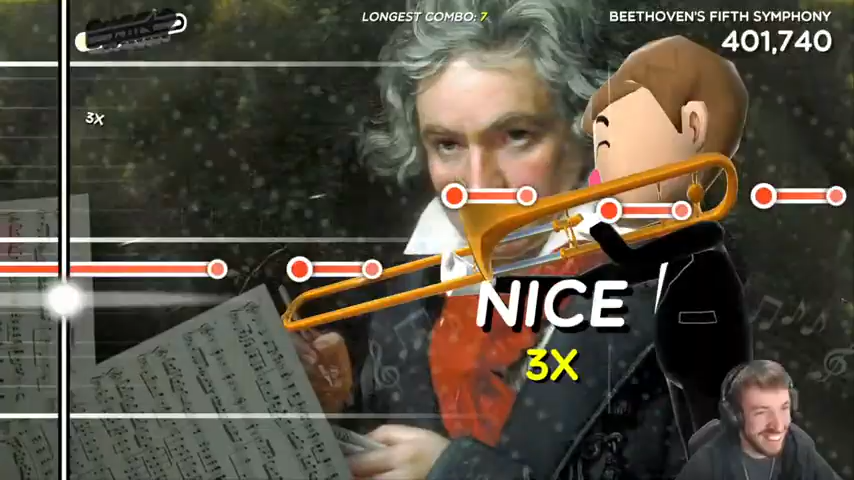 LONGEST COMBO: 7
BEETHOVEN'S FIFTH SYMPHONY
401,740
3X
NICE
3X